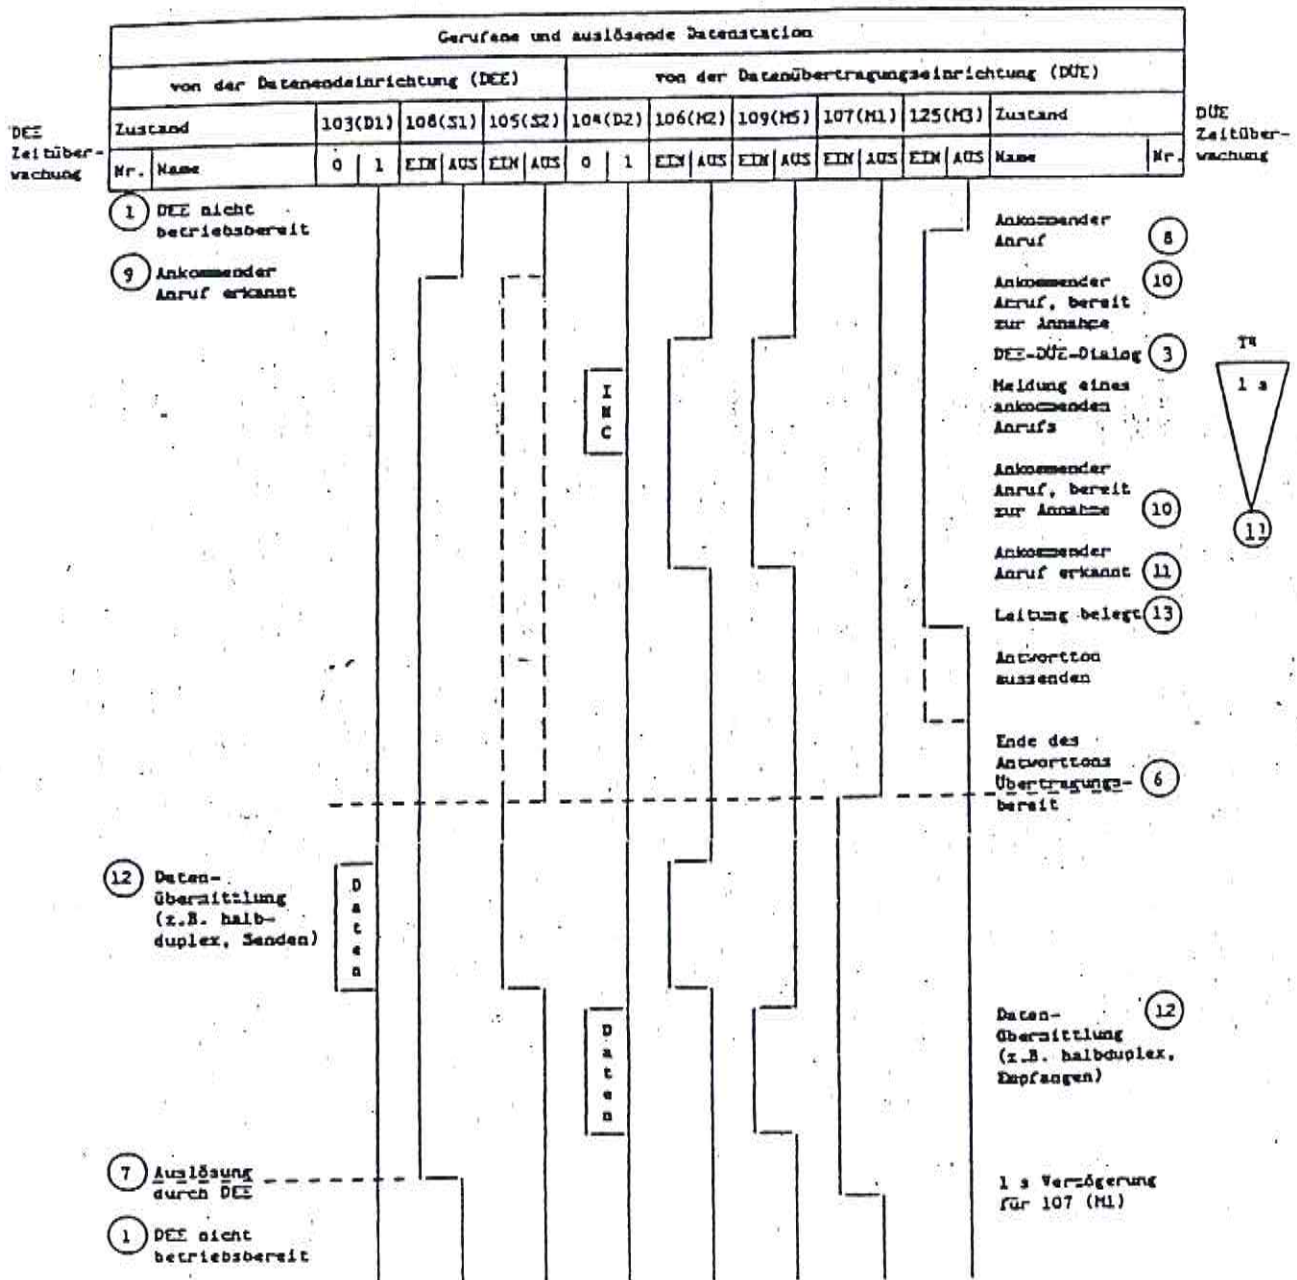 Gerufene und auslösende Datenstation
von der Datenendeinrichtung (DEE)
von der Datenübertragungseinrichtung (DÜE)
DEE
Zeitüber-
wachung
Zustand
103(D1) 108(S1) 105(S2) 104(D2) 106(M2) 109(M5) 107(M1) 125(M3)
Zustand
DÜE
Zeitüber-
wachung
Nr. Name
0 1 EIN AUS EIN AUS 0 1 EIN AUS EIN AUS EIN AUS EIN AUS
Name Nr.
1 DEE nicht
betriebsbereit
Ankommender
Anruf 8
9 Ankommender
Anruf erkannt
Ankommender 10
Anruf, bereit
zur Annahme
DEE-DÜE-Dialog 3
T4
1 s
11
I
N
C
Meldung eines
ankommenden
Anrufs
Ankommender
Anruf, bereit
zur Annahme 10
Ankommender
Anruf erkannt 11
Leitung belegt 13
Antwortton
aussenden
Ende des
Antworttons
Übertragungs- 6
bereit
12 Daten-
übermittlung
(z.B. halb-
duplex, Senden)
D
a
t
e
n
Daten- 12
übermittlung
(z.B. halbduplex,
Empfangen)
D
a
t
e
n
7 Auslösung
durch DEE
1 s Verzögerung
für 107 (M1)
1 DEE nicht
betriebsbereit